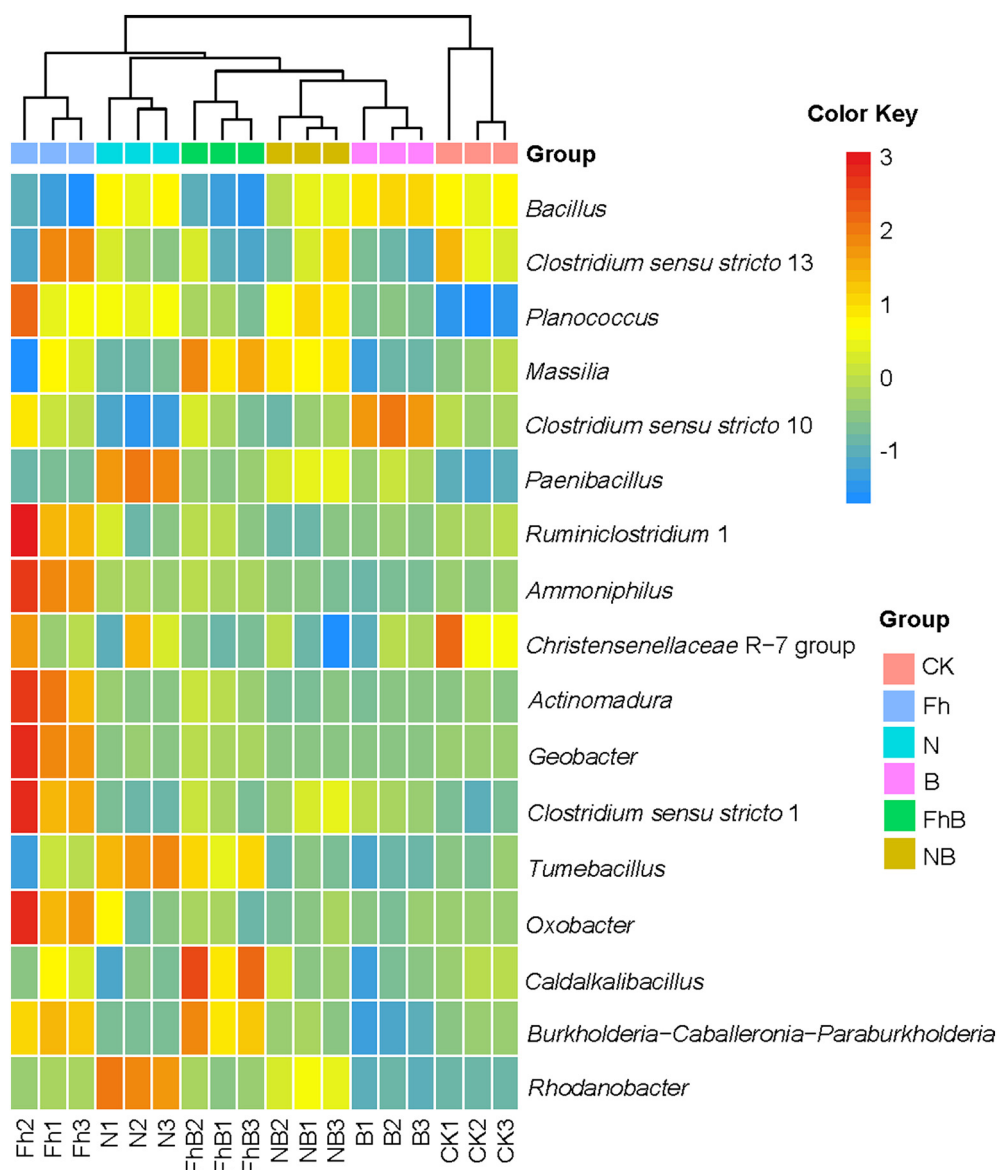 Color Key
Group
3
2
1
0
-1
Bacillus
Clostridium sensu stricto 13
Planococcus
Massilia
Clostridium sensu stricto 10
Paenibacillus
Ruminiclostridium 1
Ammoniphilus
Christensenellaceae R−7 group
Actinomadura
Geobacter
Clostridium sensu stricto 1
Tumebacillus
Oxobacter
Caldalkalibacillus
Burkholderia−Caballeronia−Paraburkholderia
Rhodanobacter
Group
CK
Fh
N
B
FhB
NB
Fh2
Fh1
Fh3
N1
N2
N3
FhB2
FhB1
FhB3
NB2
NB1
NB3
B1
B2
B3
CK1
CK2
CK3